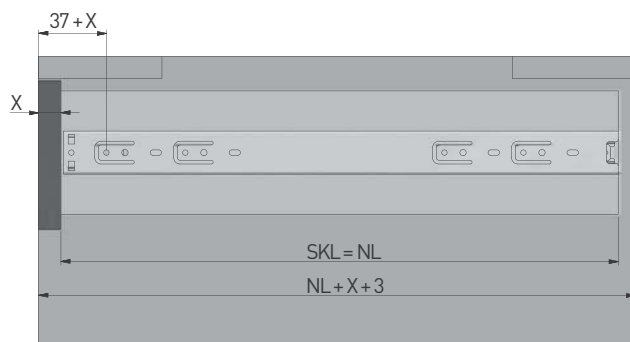 37 + X
X
SKL = NL
NL + X + 3